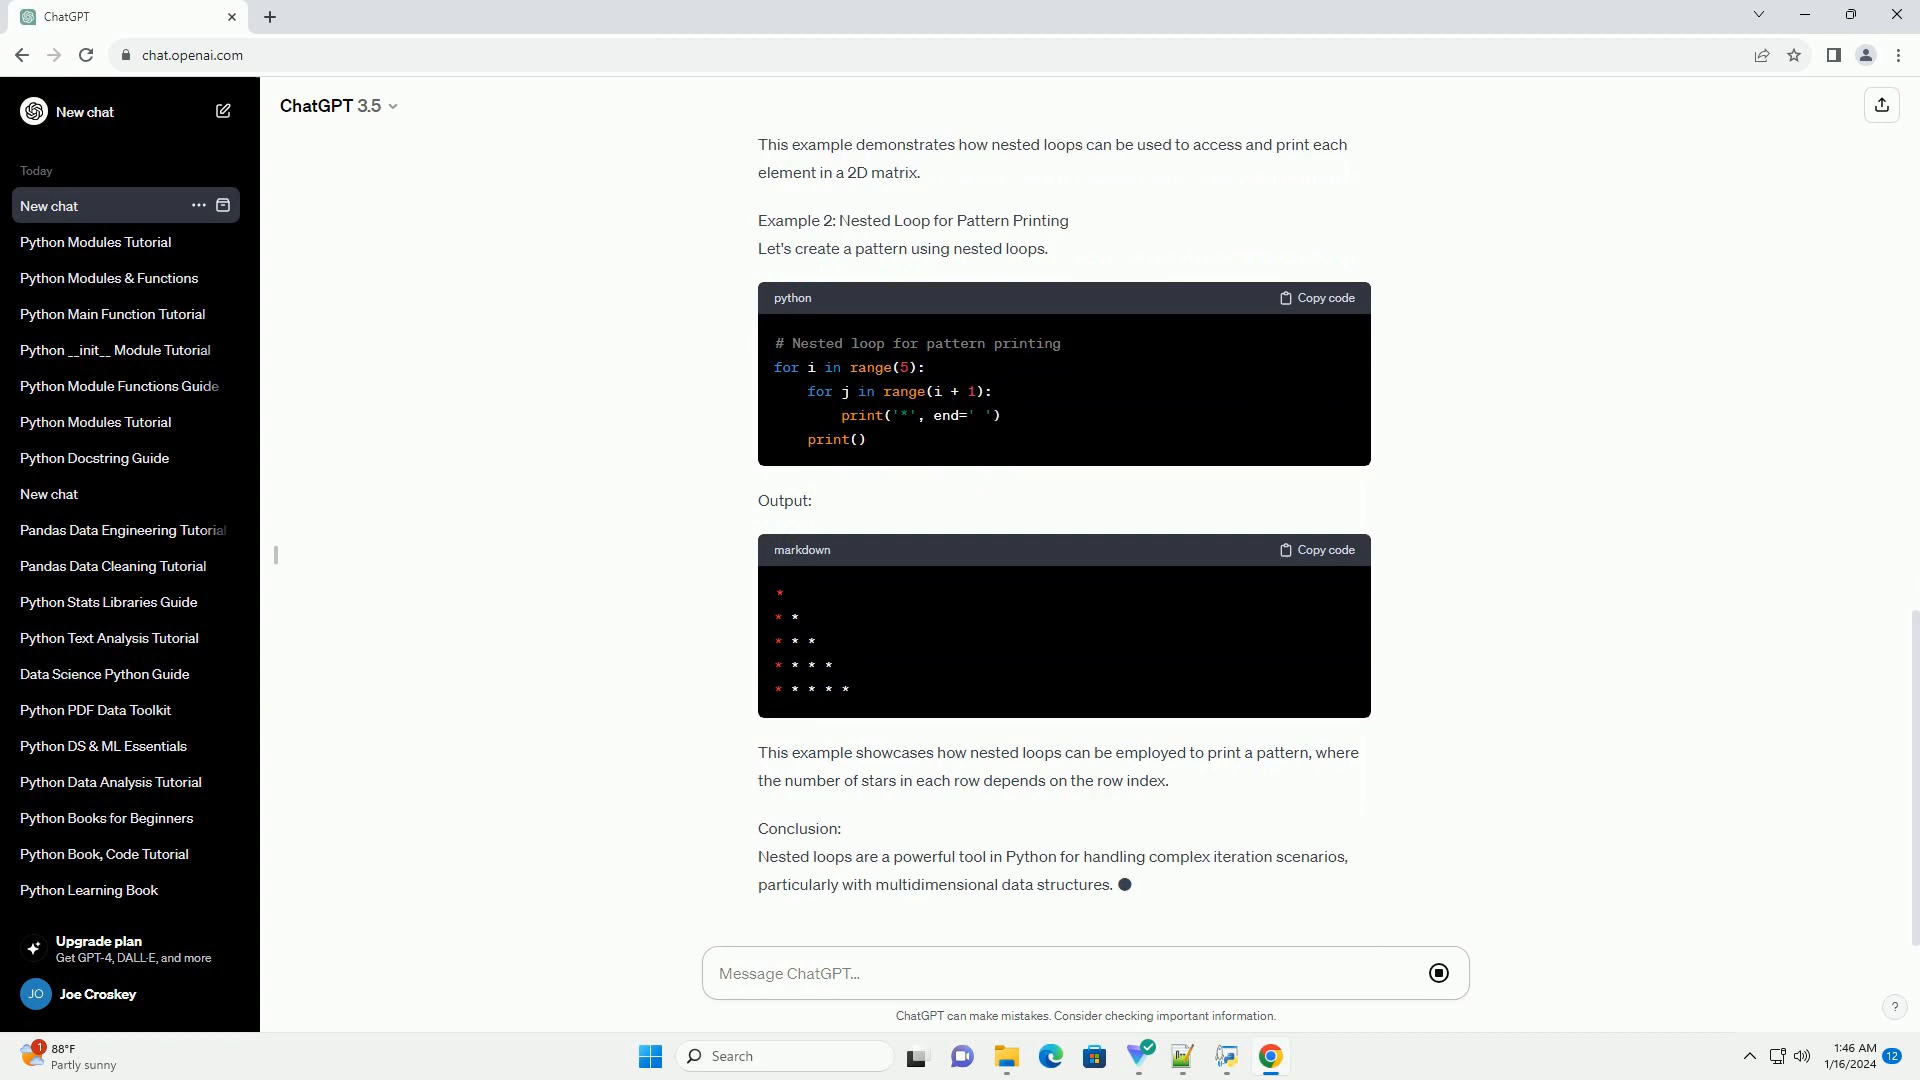 ChatGPT
chat.openai.com
New chat
ChatGPT 3.5
Today
New chat
Python Modules Tutorial
Python Modules & Functions
Python Main Function Tutorial
Python __init__ Module Tutorial
Python Module Functions Guide
Python Modules Tutorial
Python Docstring Guide
New chat
Pandas Data Engineering Tutorial
Pandas Data Cleaning Tutorial
Python Stats Libraries Guide
Python Text Analysis Tutorial
Data Science Python Guide
Python PDF Data Toolkit
Python DS & ML Essentials
Python Data Analysis Tutorial
Python Books for Beginners
Python Book, Code Tutorial
Python Learning Book
Upgrade plan
Get GPT-4, DALL·E, and more
JO Joe Croskey
This example demonstrates how nested loops can be used to access and print each
element in a 2D matrix.
Example 2: Nested Loop for Pattern Printing
Let's create a pattern using nested loops.
python Copy code
# Nested loop for pattern printing
for i in range(5):
    for j in range(i + 1):
        print('*', end=' ')
    print()
Output:
markdown Copy code
*
* *
* * *
* * * *
* * * * *
This example showcases how nested loops can be employed to print a pattern, where
the number of stars in each row depends on the row index.
Conclusion:
Nested loops are a powerful tool in Python for handling complex iteration scenarios,
particularly with multidimensional data structures.
Message ChatGPT...
ChatGPT can make mistakes. Consider checking important information.
?
1
88°F
Partly sunny
Search
1:46 AM
1/16/2024
12